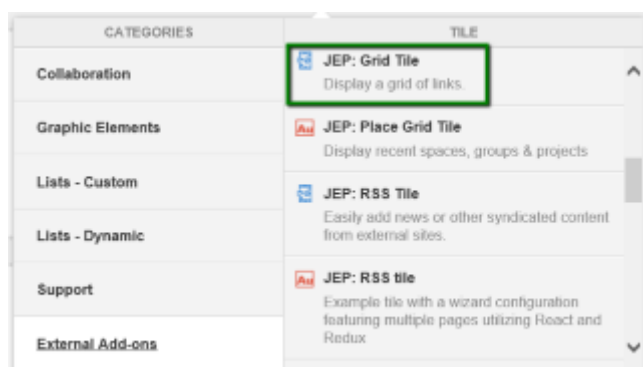 CATEGORIES
Collaboration
Graphic Elements
Lists - Custom
Lists - Dynamic
Support
External Add-ons
TILE
JEP: Grid Tile
Display a grid of links.
Au JEP: Place Grid Tile
Display recent spaces, groups & projects
JEP: RSS Tile
Easily add news or other syndicated content
from external sites.
Au JEP: RSS tile
Example tile with a wizard configuration
featuring multiple pages utilizing React and
Redux